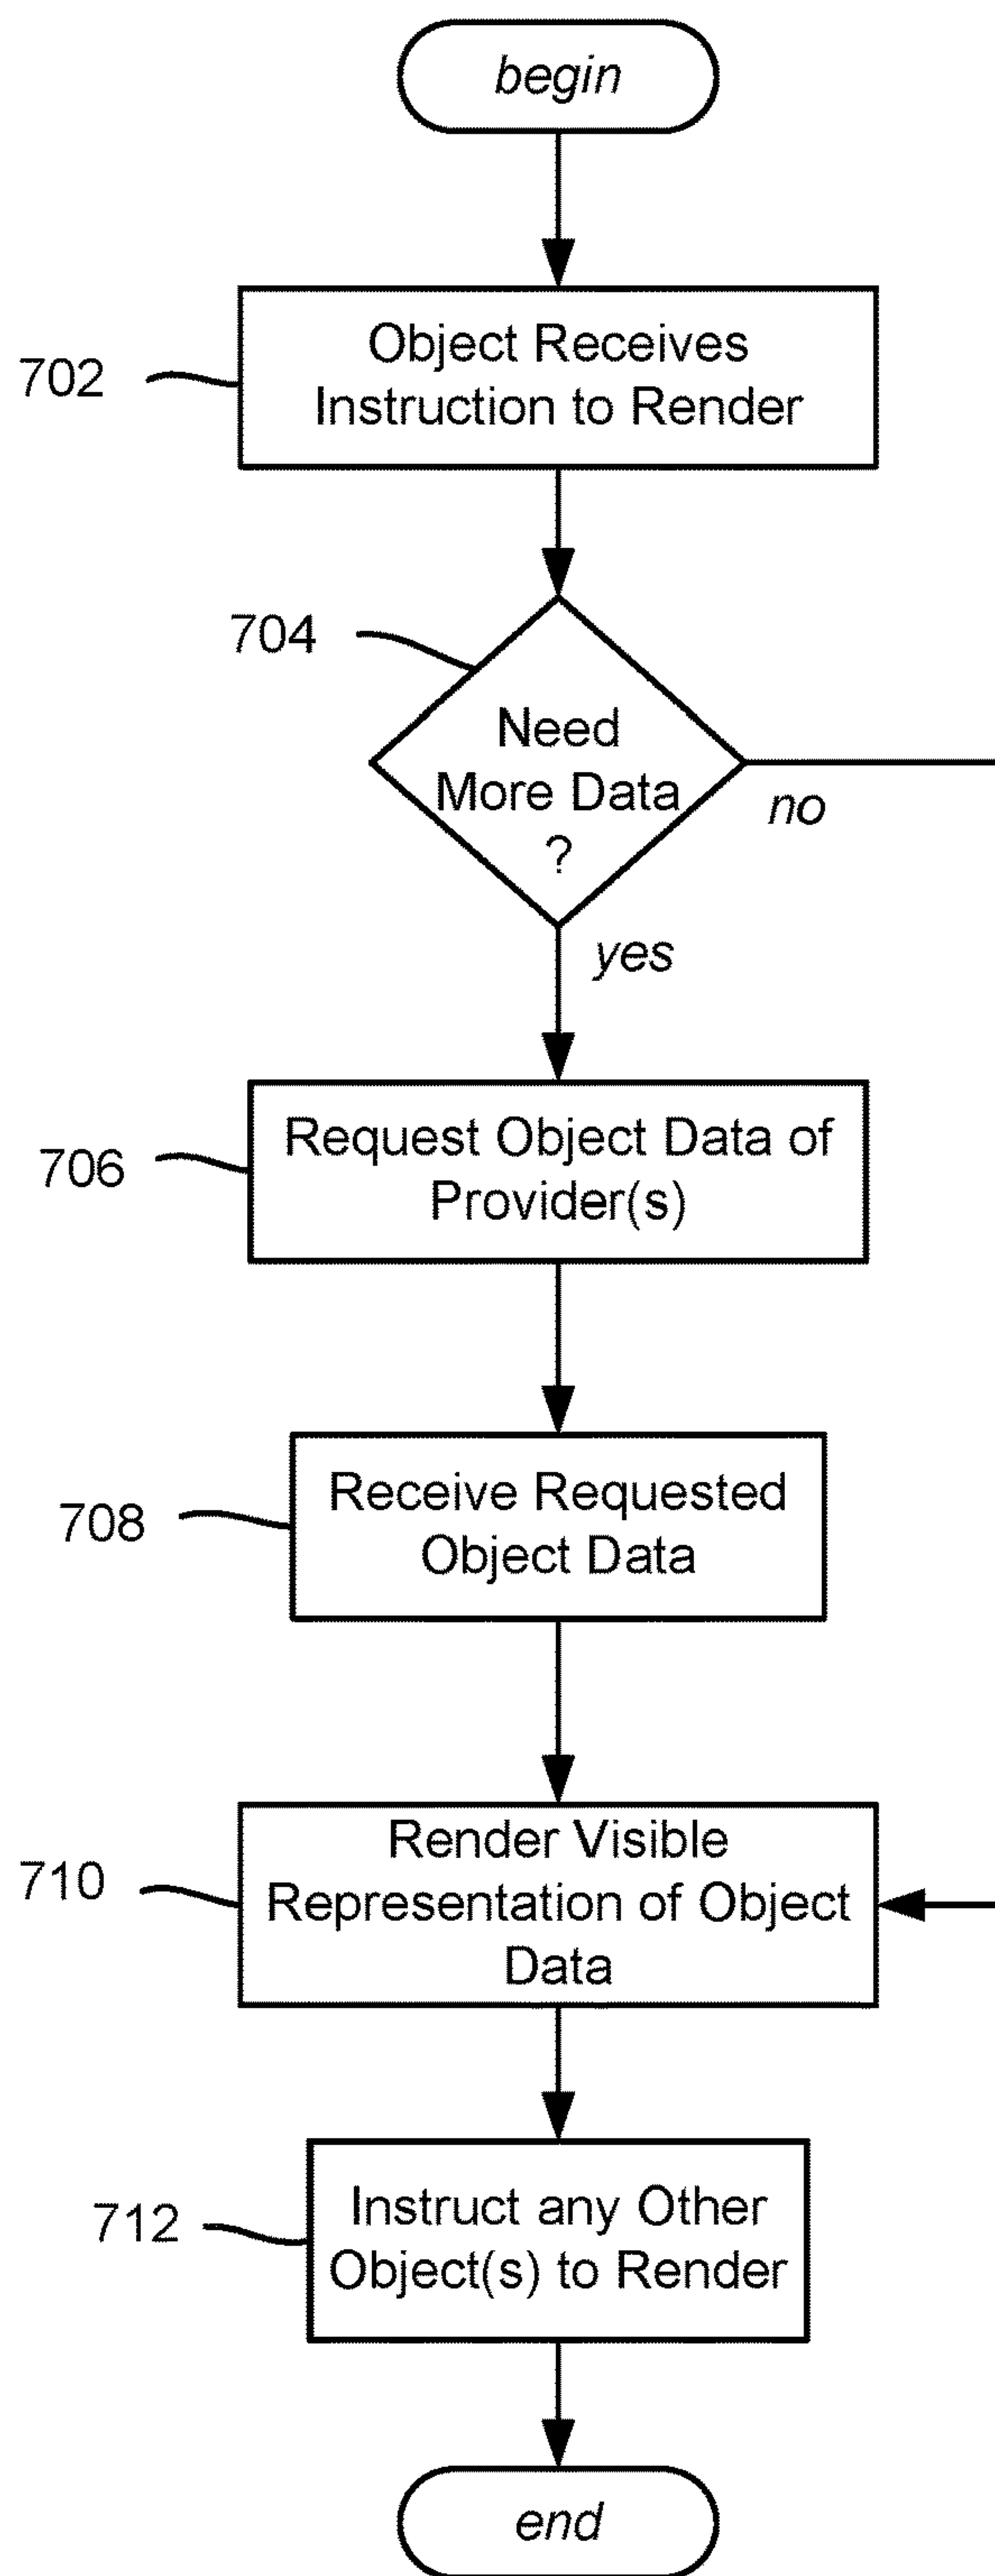 begin
702
Object Receives
Instruction to Render
704
Need
More Data
?
no
yes
706
Request Object Data of
Provider(s)
708
Receive Requested
Object Data
710
Render Visible
Representation of Object
Data
712
Instruct any Other
Object(s) to Render
end